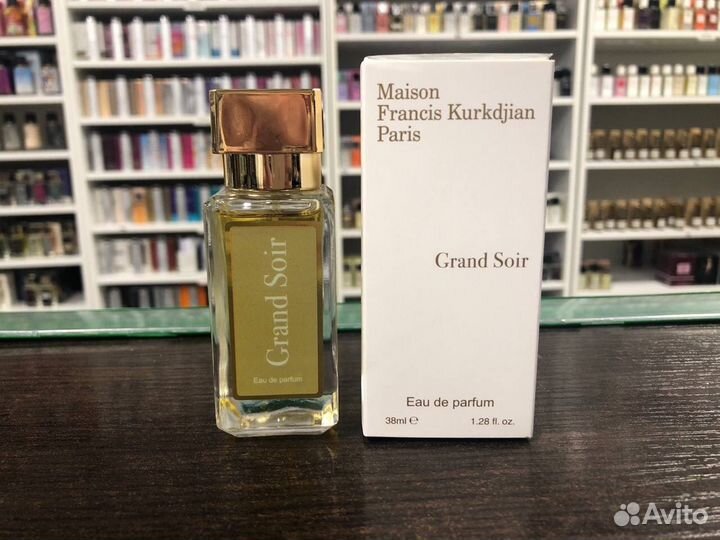 Grand Soir
Eau de parfum
Maison
Francis Kurkdjian
Paris
Grand Soir
Eau de parfum
38ml e 1.28 fl. oz.
Avito